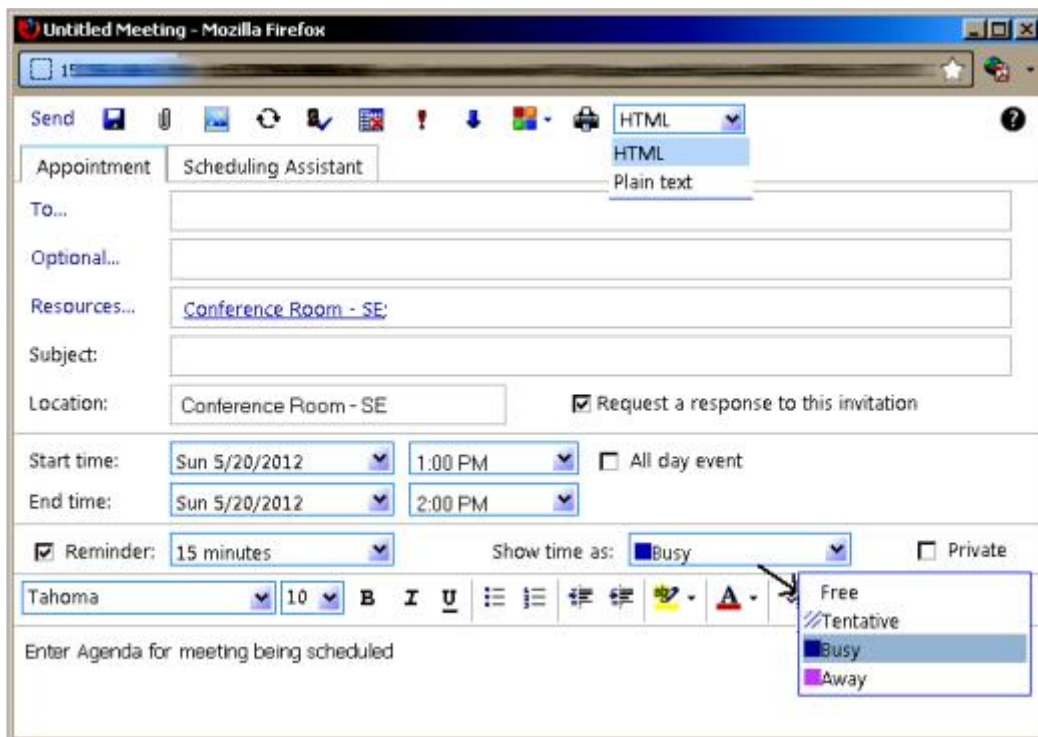 Untitled Meeting - Mozilla Firefox
Send HTML
HTML
Plain text
Appointment Scheduling Assistant
To...
Optional...
Resources... Conference Room - SE;
Subject:
Location: Conference Room - SE Request a response to this invitation
Start time: Sun 5/20/2012 1:00 PM All day event
End time: Sun 5/20/2012 2:00 PM
Reminder: 15 minutes Show time as: Busy Private
Tahoma 10 B I U A
Free
Tentative
Busy
Away
Enter Agenda for meeting being scheduled